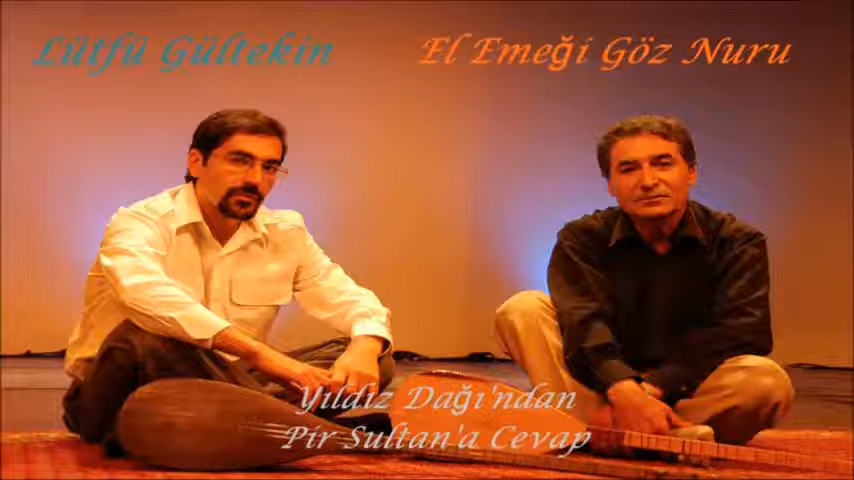 Lütfü Gültekin
El Emeği Göz Nuru
Yıldız Dağı'ndan
Pir Sultan'a Cevap